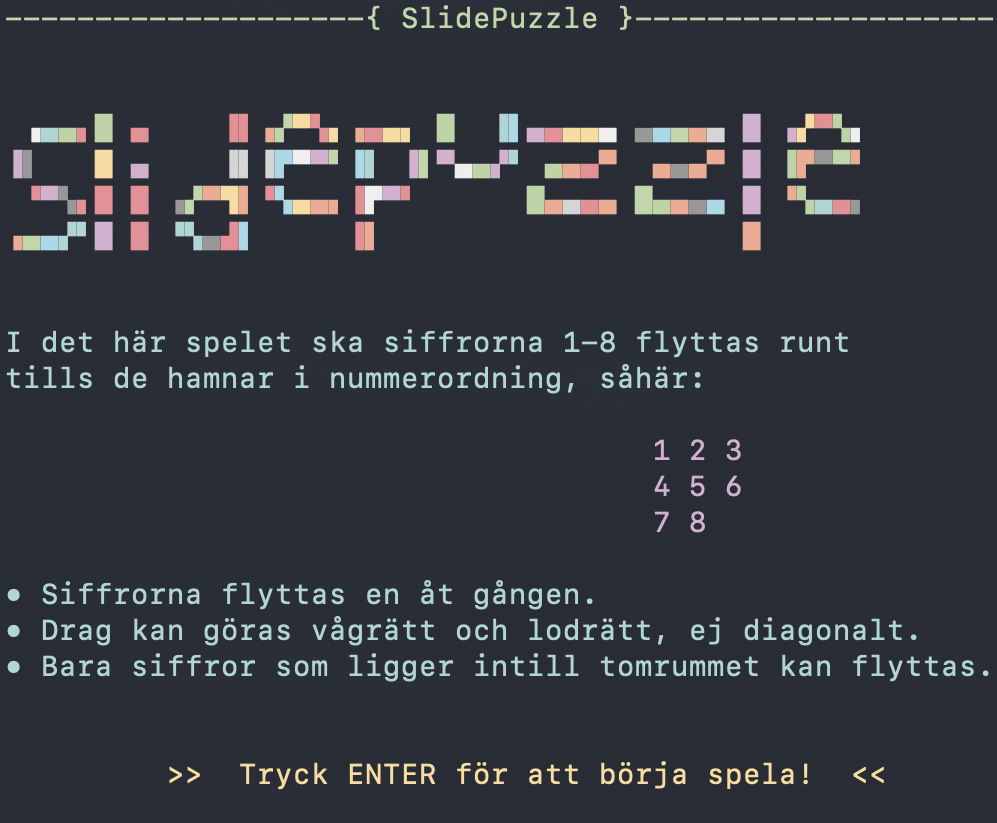 { SlidePuzzle }
SlidePuzzle
I det här spelet ska siffrorna 1–8 flyttas runt
tills de hamnar i nummerordning, såhär:
1 2 3
4 5 6
7 8
• Siffrorna flyttas en åt gången.
• Drag kan göras vågrätt och lodrätt, ej diagonalt.
• Bara siffror som ligger intill tomrummet kan flyttas.
>> Tryck ENTER för att börja spela! <<